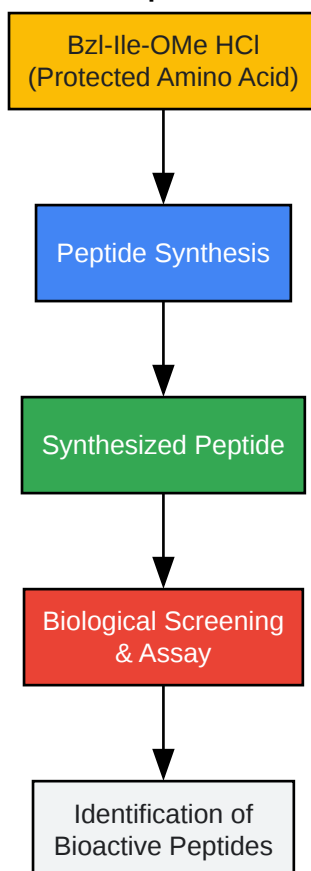 Bzl-Ile-OMe HCl
(Protected Amino Acid)
Peptide Synthesis
Synthesized Peptide
Biological Screening
& Assay
Identification of
Bioactive Peptides